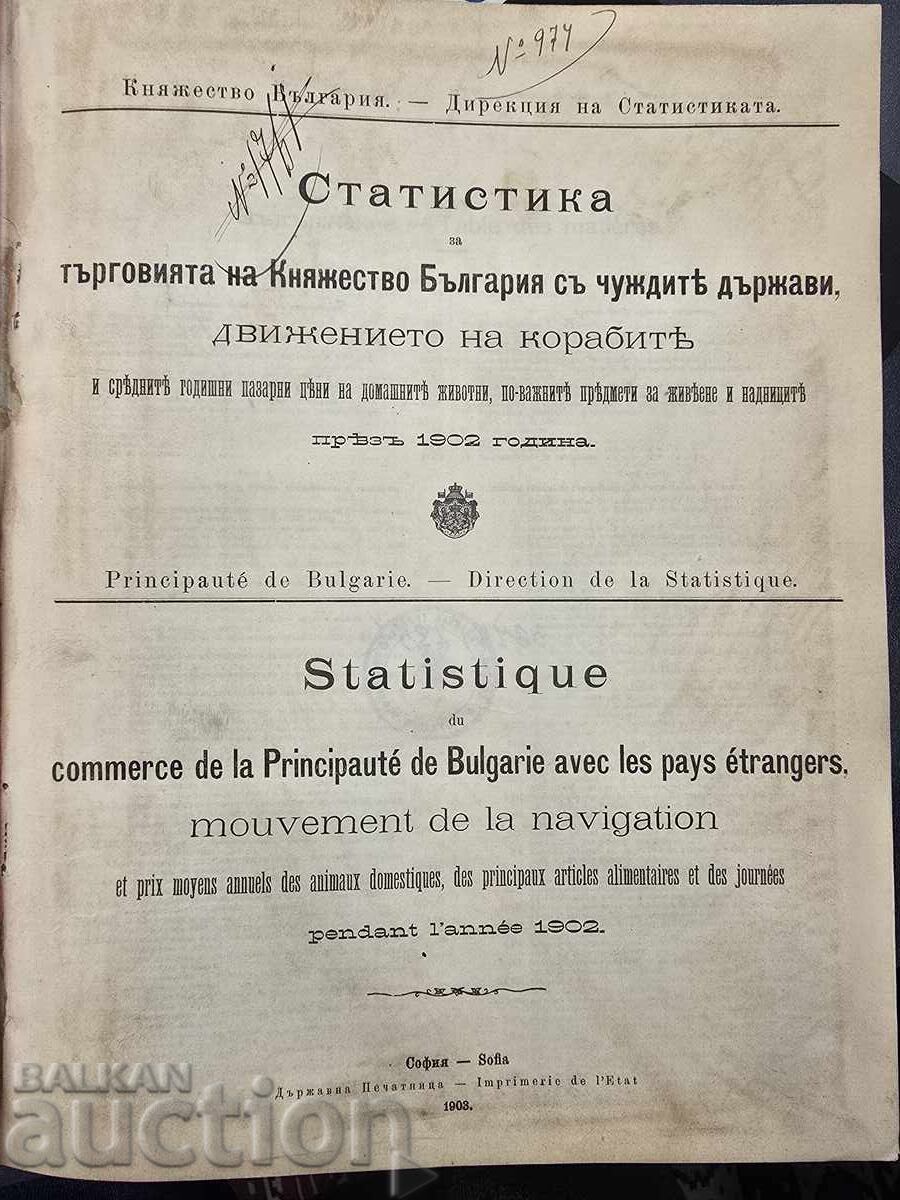 № 974
Княжество България. — Дирекция на Статистиката.
Статистика
за
търговията на Княжество България съ чуждитѣ държави,
движението на корабитѣ
и срѣднитѣ годишни пазарни цѣни на домашнитѣ животни, по-важнитѣ прѣдмети за живѣене и надницитѣ
прѣзъ 1902 година.
Principauté de Bulgarie. — Direction de la Statistique.
Statistique
du
commerce de la Principauté de Bulgarie avec les pays étrangers,
mouvement de la navigation
et prix moyens annuels des animaux domestiques, des principaux articles alimentaires et des journées
pendant l'année 1902.
София — Sofia
Държавна Печатница — Imprimerie de l'Etat
1903.
BALKAN
auction